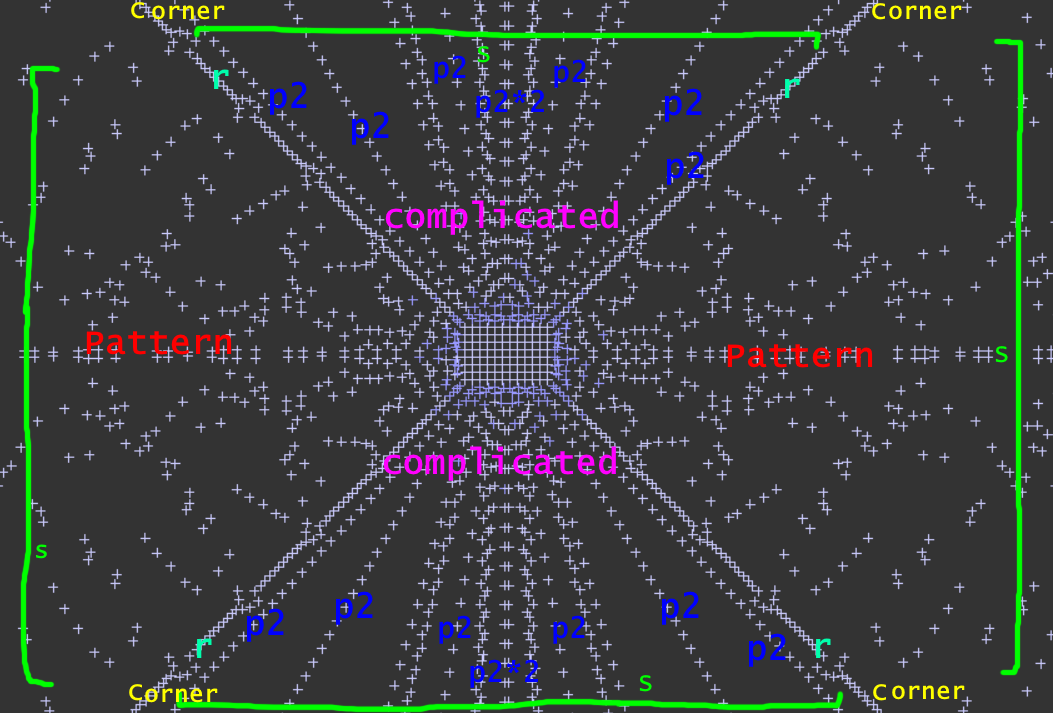 Corner Corner
s
p2 p2
r r
p2 p2*2 p2
p2
p2
complicated
Pattern Pattern s
complicated
s
p2 p2
p2 p2 p2
r p2 r
p2*2 s
Corner Corner